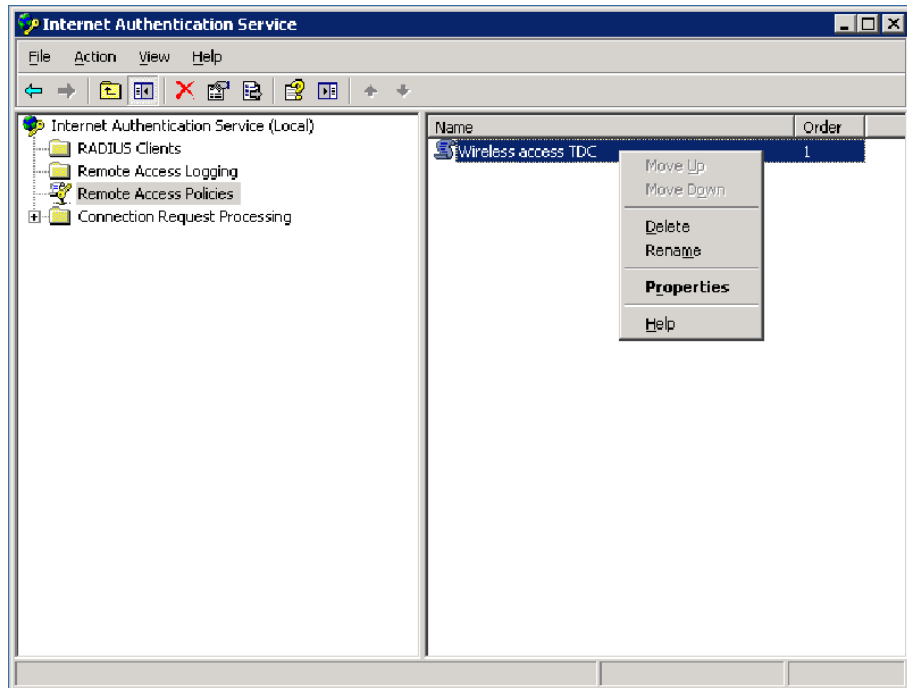 Internet Authentication Service
File Action View Help
Internet Authentication Service (Local)
RADIUS Clients
Remote Access Logging
Remote Access Policies
Connection Request Processing
Name Order
Wireless access TDC 1
Move Up
Move Down
Delete
Rename
Properties
Help